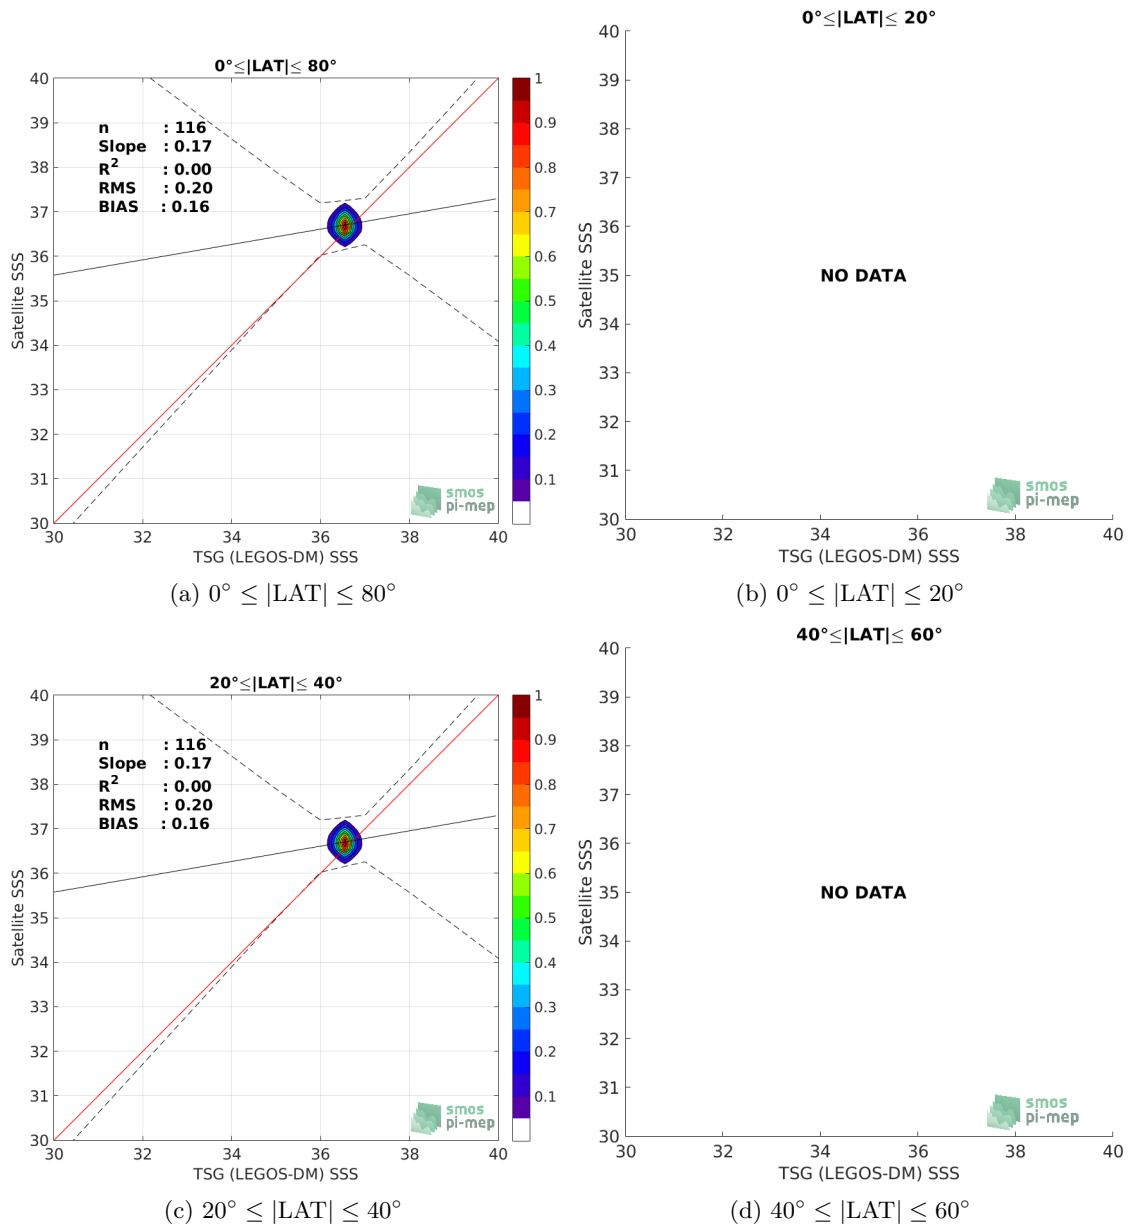 0°≤|LAT|≤ 80°
40
39
38
37
36
35
34
33
32
31
30
Satellite SSS
n : 116
Slope : 0.17
R2 : 0.00
RMS : 0.20
BIAS : 0.16
smos
pi-mep
30 32 34 36 38 40
TSG (LEGOS-DM) SSS
1
0.9
0.8
0.7
0.6
0.5
0.4
0.3
0.2
0.1
(a) 0° ≤ |LAT| ≤ 80°
0°≤|LAT|≤ 20°
40
39
38
37
36
35
34
33
32
31
30
Satellite SSS
NO DATA
smos
pi-mep
30 32 34 36 38 40
TSG (LEGOS-DM) SSS
(b) 0° ≤ |LAT| ≤ 20°
20°≤|LAT|≤ 40°
40
39
38
37
36
35
34
33
32
31
30
Satellite SSS
n : 116
Slope : 0.17
R2 : 0.00
RMS : 0.20
BIAS : 0.16
smos
pi-mep
30 32 34 36 38 40
TSG (LEGOS-DM) SSS
1
0.9
0.8
0.7
0.6
0.5
0.4
0.3
0.2
0.1
(c) 20° ≤ |LAT| ≤ 40°
40°≤|LAT|≤ 60°
40
39
38
37
36
35
34
33
32
31
30
Satellite SSS
NO DATA
smos
pi-mep
30 32 34 36 38 40
TSG (LEGOS-DM) SSS
(d) 40° ≤ |LAT| ≤ 60°